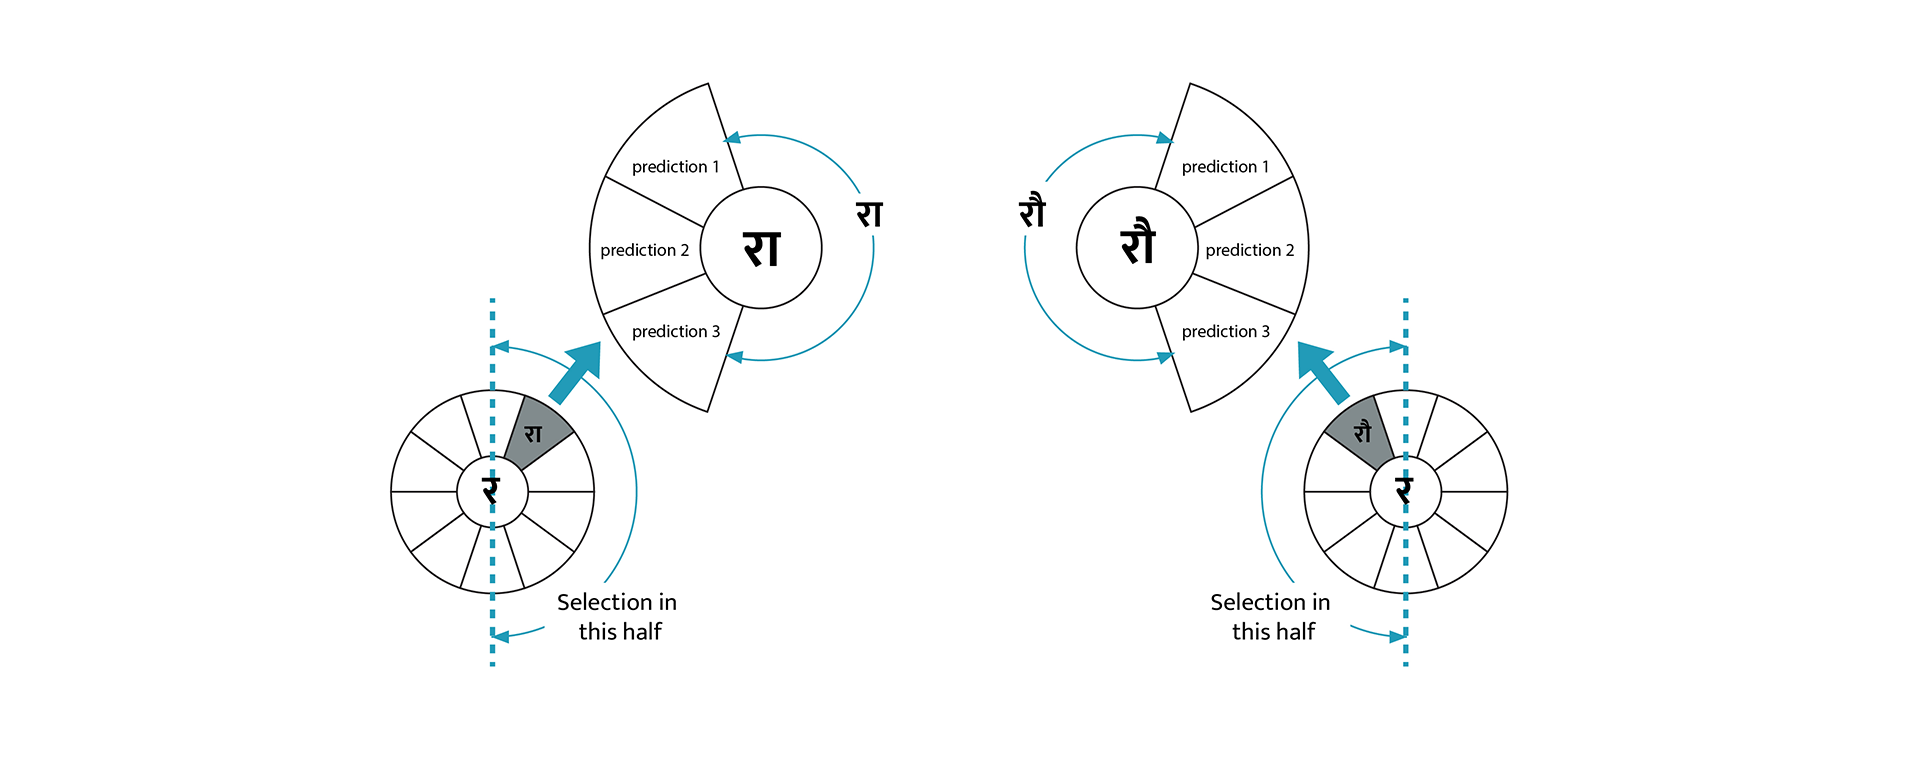 prediction 1
prediction 2
prediction 3
रा
रा
रा
र
Selection in
this half
prediction 1
prediction 2
prediction 3
रौ
रौ
रौ
र
Selection in
this half